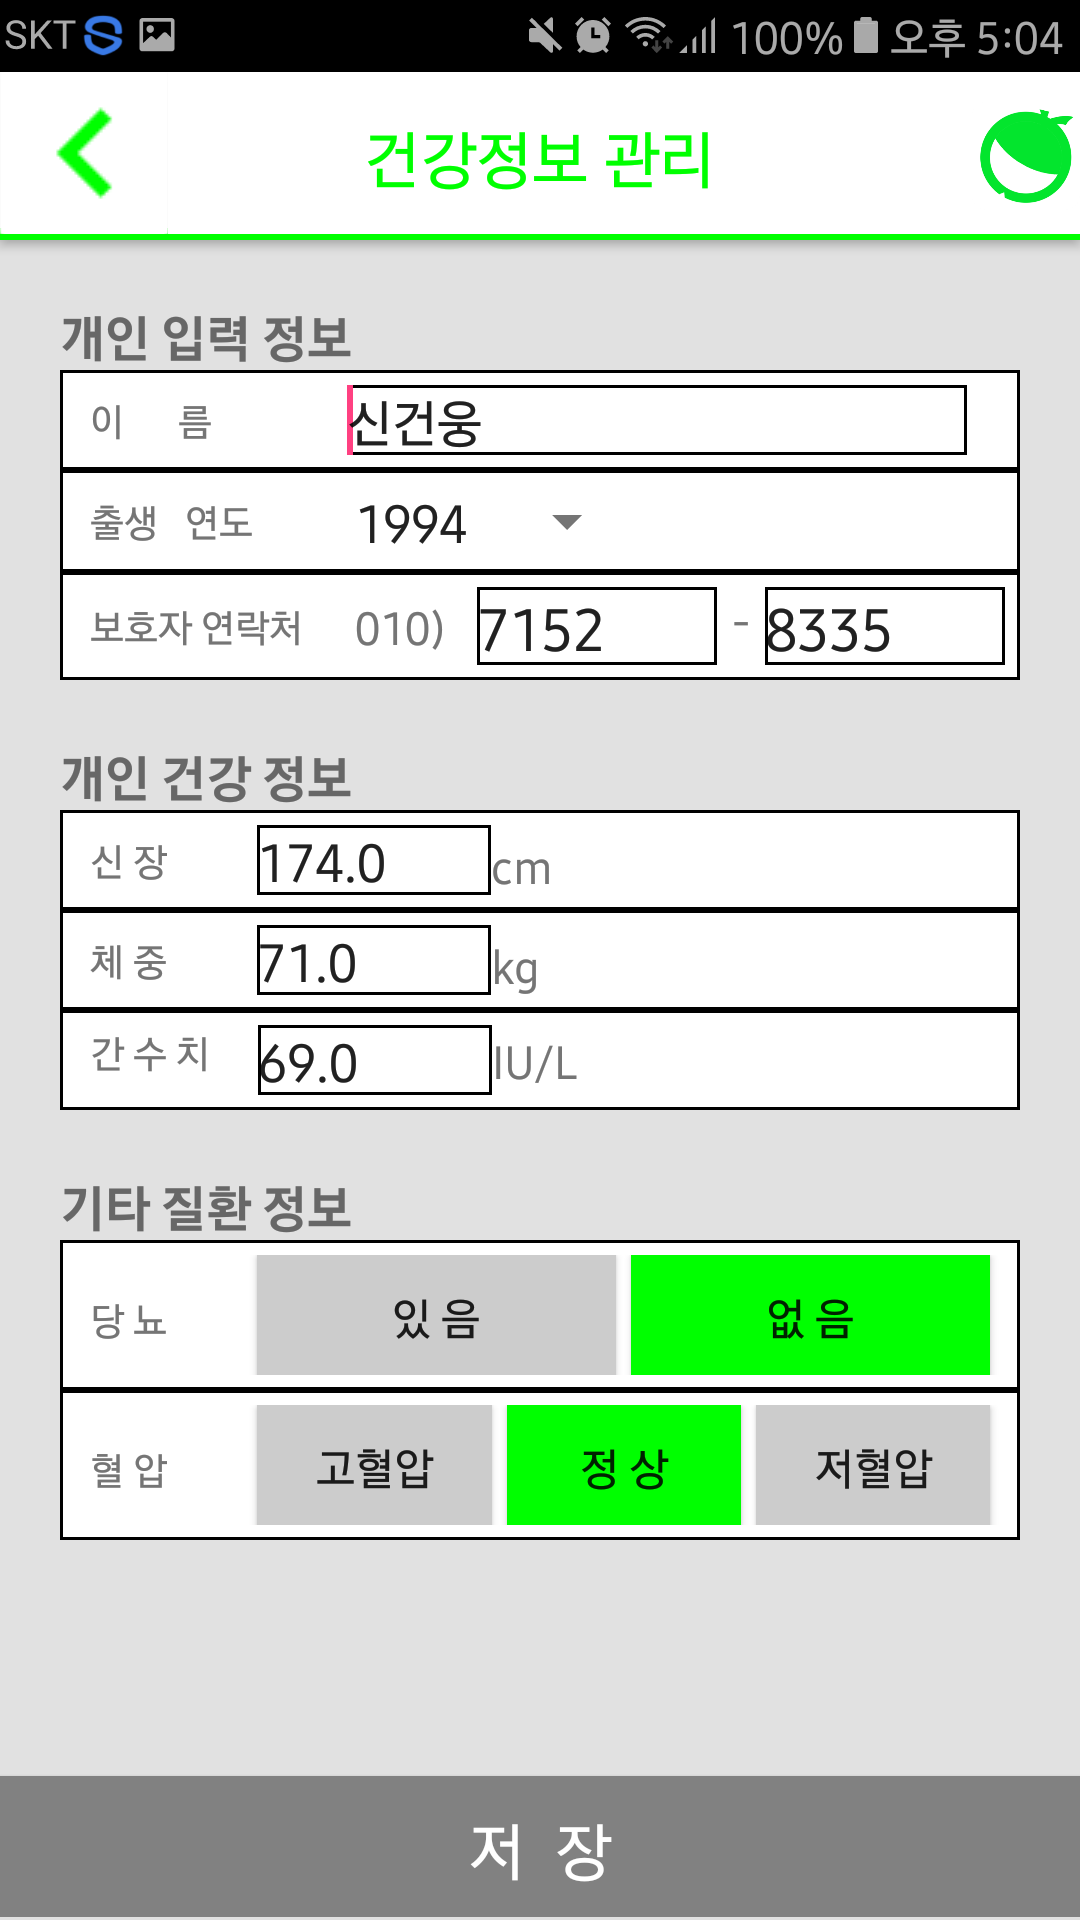 SKT 100% 오후 5:04
건강정보 관리
개인 입력 정보
이 름 신건웅
출생 연도 1994
보호자 연락처 010) 7152 - 8335
개인 건강 정보
신 장 174.0 cm
체 중 71.0 kg
간 수 치 69.0 IU/L
기타 질환 정보
당 뇨 있 음 없 음
혈 압 고혈압 정 상 저혈압
저 장